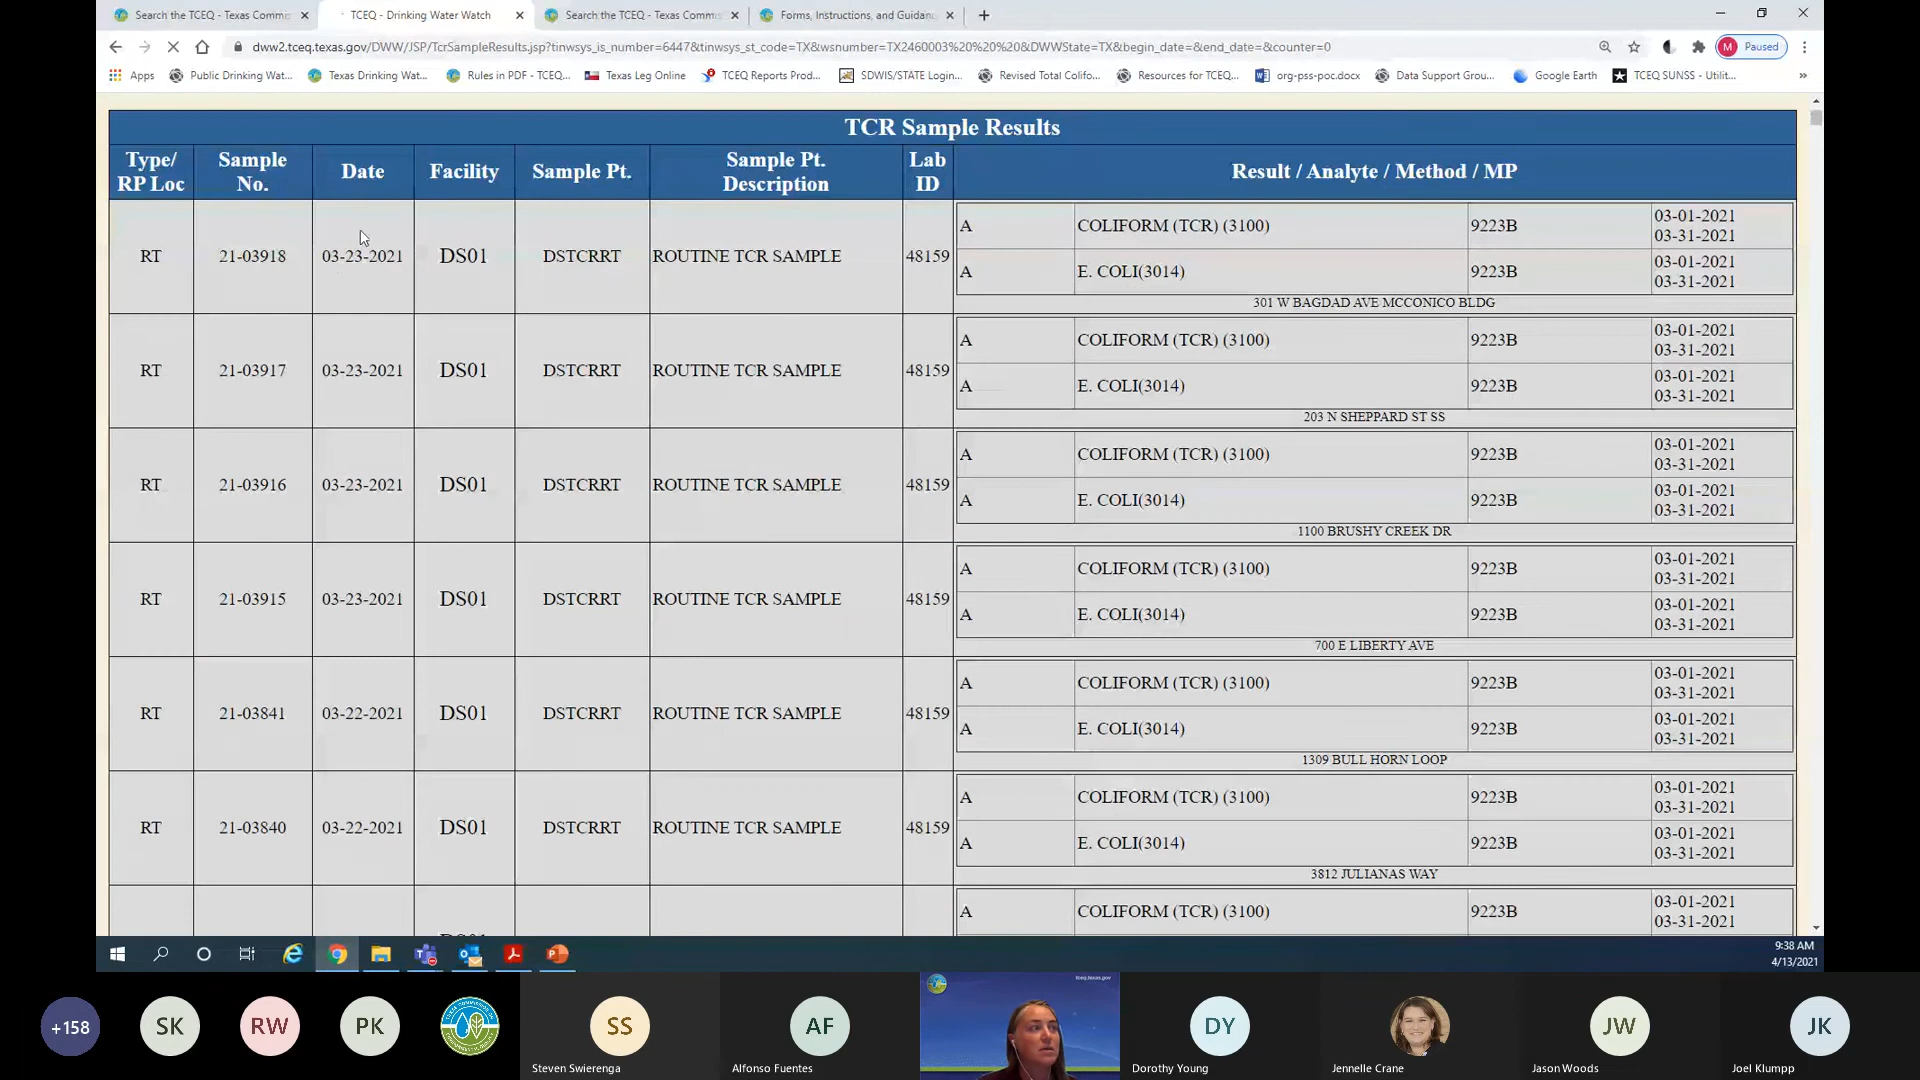 Search the TCEQ - Texas Commi
TCEQ - Drinking Water Watch
Search the TCEQ - Texas Commi
Forms, Instructions, and Guidanc
dww2.tceq.texas.gov/DWW/JSP/TcrSampleResults.jsp?tinwsys_is_number=6447&tinwsys_st_code=TX&wsnumber=TX2460003%20%20%20&DWWState=TX&begin_date=&end_date=&counter=0
M Paused
Apps
Public Drinking Wat...
Texas Drinking Wat...
Rules in PDF - TCEQ...
Texas Leg Online
TCEQ Reports Prod...
SDWIS/STATE Login...
Revised Total Colifo...
Resources for TCEQ...
org-pss-poc.docx
Data Support Grou...
Google Earth
TCEQ SUNSS - Utilit...
»
TCR Sample Results
Type/ RP Loc Sample No. Date Facility Sample Pt. Sample Pt. Description Lab ID Result / Analyte / Method / MP
RT 21-03918 03-23-2021 DS01 DSTCRRT ROUTINE TCR SAMPLE 48159
A COLIFORM (TCR) (3100) 9223B 03-01-2021 03-31-2021
A E. COLI(3014) 9223B 03-01-2021 03-31-2021
301 W BAGDAD AVE MCCONICO BLDG
RT 21-03917 03-23-2021 DS01 DSTCRRT ROUTINE TCR SAMPLE 48159
A COLIFORM (TCR) (3100) 9223B 03-01-2021 03-31-2021
A E. COLI(3014) 9223B 03-01-2021 03-31-2021
203 N SHEPPARD ST SS
RT 21-03916 03-23-2021 DS01 DSTCRRT ROUTINE TCR SAMPLE 48159
A COLIFORM (TCR) (3100) 9223B 03-01-2021 03-31-2021
A E. COLI(3014) 9223B 03-01-2021 03-31-2021
1100 BRUSHY CREEK DR
RT 21-03915 03-23-2021 DS01 DSTCRRT ROUTINE TCR SAMPLE 48159
A COLIFORM (TCR) (3100) 9223B 03-01-2021 03-31-2021
A E. COLI(3014) 9223B 03-01-2021 03-31-2021
700 E LIBERTY AVE
RT 21-03841 03-22-2021 DS01 DSTCRRT ROUTINE TCR SAMPLE 48159
A COLIFORM (TCR) (3100) 9223B 03-01-2021 03-31-2021
A E. COLI(3014) 9223B 03-01-2021 03-31-2021
1309 BULL HORN LOOP
RT 21-03840 03-22-2021 DS01 DSTCRRT ROUTINE TCR SAMPLE 48159
A COLIFORM (TCR) (3100) 9223B 03-01-2021 03-31-2021
A E. COLI(3014) 9223B 03-01-2021 03-31-2021
3812 JULIANAS WAY
A COLIFORM (TCR) (3100) 9223B 03-01-2021 03-31-2021
9:38 AM
4/13/2021
+158
SK
RW
PK
SS
Steven Swierenga
AF
Alfonso Fuentes
tceq.texas.gov
DY
Dorothy Young
Jennelle Crane
JW
Jason Woods
JK
Joel Klumpp